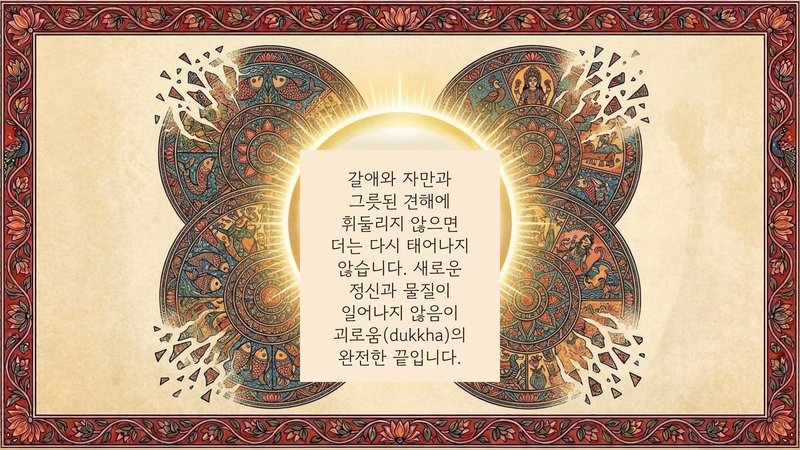 갈애와 자만과
그릇된 견해에
휘둘리지 않으면
더는 다시 태어나지
않습니다. 새로운
정신과 물질이
일어나지 않음이
괴로움(dukkha)의
완전한 끝입니다.